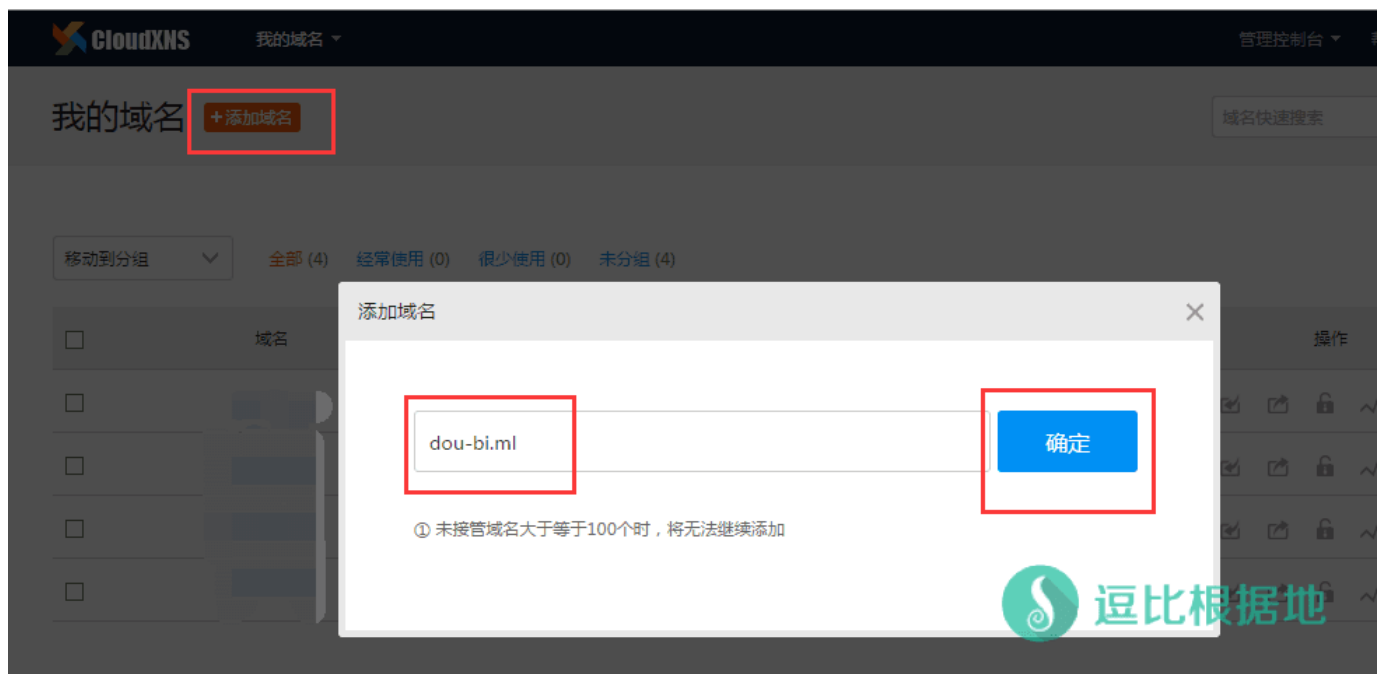 CloudXNS 我的域名 管理控制台
我的域名 +添加域名 域名快速搜索
移动到分组 全部 (4) 经常使用 (0) 很少使用 (0) 未分组 (4)
添加域名
域名 操作
dou-bi.ml 确定
① 未接管域名大于等于100个时，将无法继续添加
逗比根据地